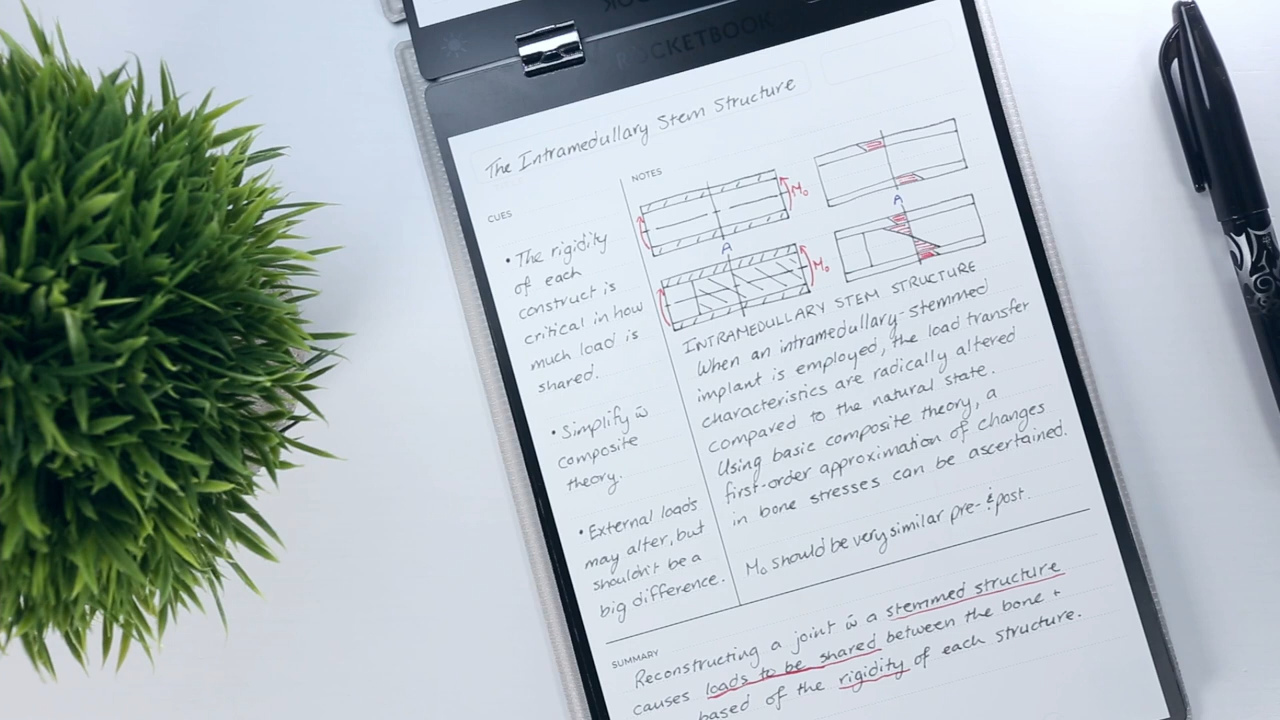 ROCKETBOOK
The Intramedullary Stem Structure
CUES
• The rigidity
of each
construct is
critical in how
much load is
shared.
• Simplify w̄
composite
theory.
• External loads
may alter, but
shouldn't be a
big difference.
NOTES
M₀
A
M₀
A
INTRAMEDULLARY STEM STRUCTURE
When an intramedullary-stemmed
implant is employed, the load transfer
characteristics are radically altered
compared to the natural state.
Using basic composite theory, a
first-order approximation of changes
in bone stresses can be ascertained.
M₀ should be very similar pre- & post.
SUMMARY
Reconstructing a joint w̄ a stemmed structure
causes loads to be shared between the bone +
based of the rigidity of each structure.